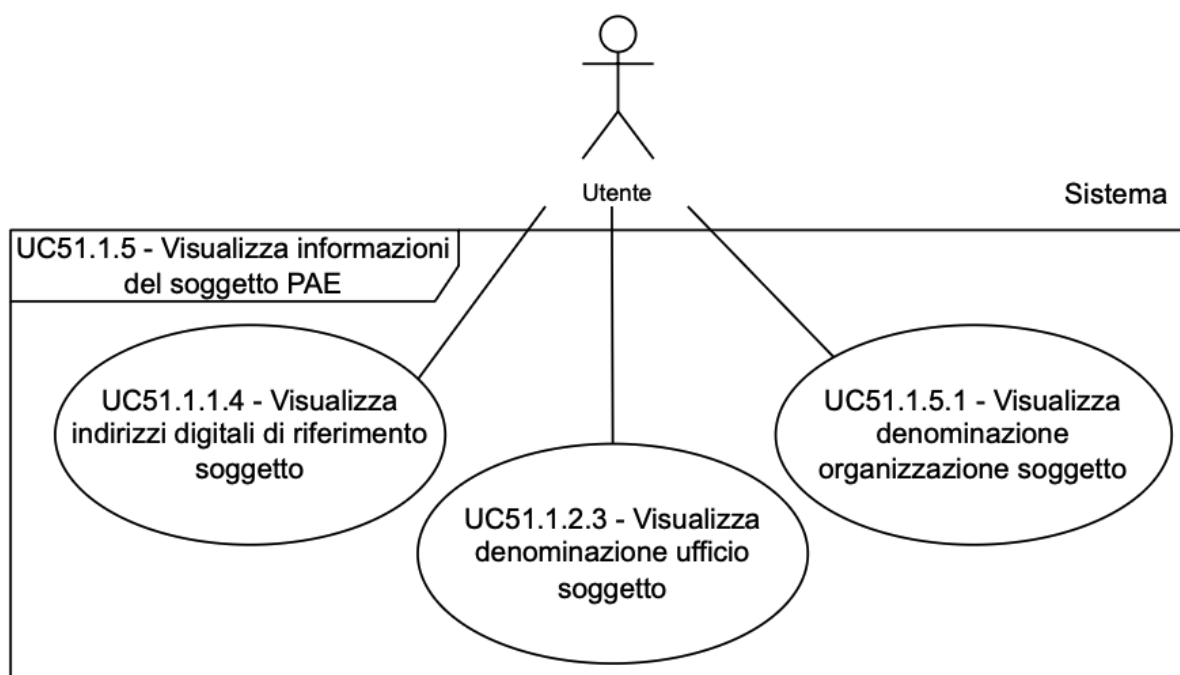 Utente
Sistema
UC51.1.5 - Visualizza informazioni
del soggetto PAE
UC51.1.1.4 - Visualizza
indirizzi digitali di riferimento
soggetto
UC51.1.2.3 - Visualizza
denominazione ufficio
soggetto
UC51.1.5.1 - Visualizza
denominazione
organizzazione soggetto